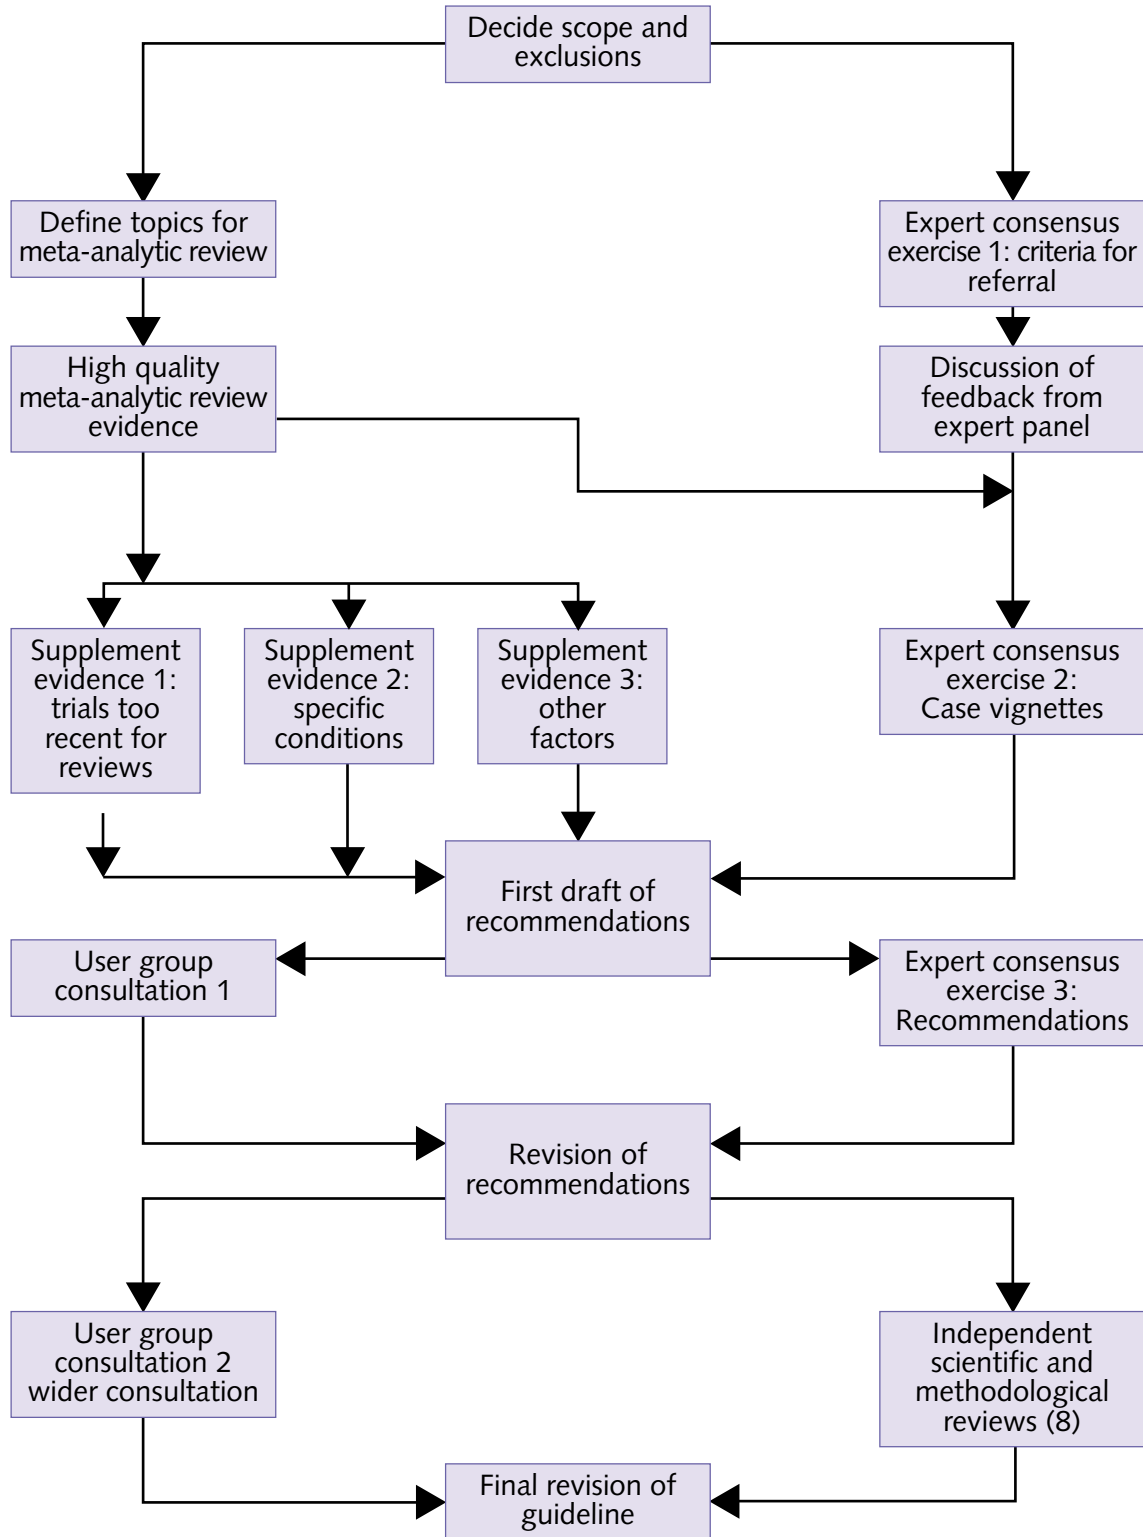 Decide scope and
exclusions
Define topics for
meta-analytic review
Expert consensus
exercise 1: criteria for
referral
High quality
meta-analytic review
evidence
Discussion of
feedback from
expert panel
Supplement
evidence 1:
trials too
recent for
reviews
Supplement
evidence 2:
specific
conditions
Supplement
evidence 3:
other
factors
Expert consensus
exercise 2:
Case vignettes
First draft of
recommendations
User group
consultation 1
Expert consensus
exercise 3:
Recommendations
Revision of
recommendations
User group
consultation 2
wider consultation
Independent
scientific and
methodological
reviews (8)
Final revision of
guideline